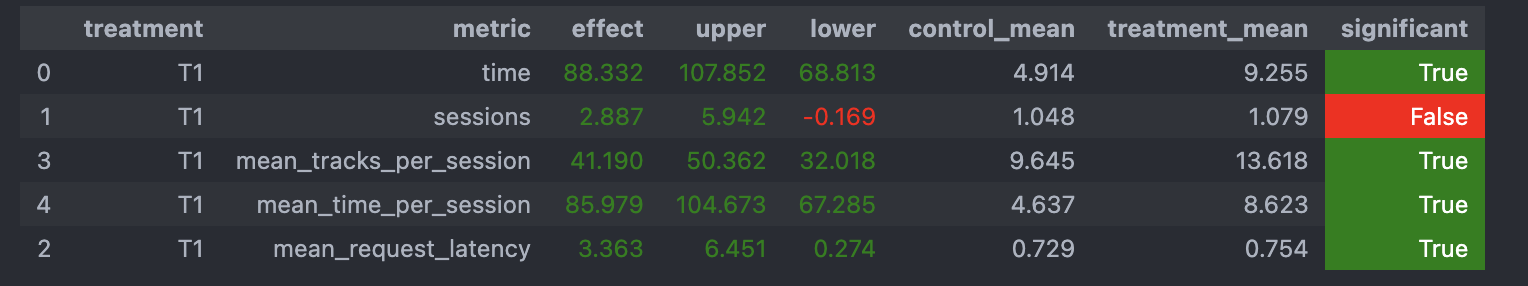 treatment metric effect upper lower control_mean treatment_mean significant
0 T1 time 88.332 107.852 68.813 4.914 9.255 True
1 T1 sessions 2.887 5.942 -0.169 1.048 1.079 False
3 T1 mean_tracks_per_session 41.190 50.362 32.018 9.645 13.618 True
4 T1 mean_time_per_session 85.979 104.673 67.285 4.637 8.623 True
2 T1 mean_request_latency 3.363 6.451 0.274 0.729 0.754 True